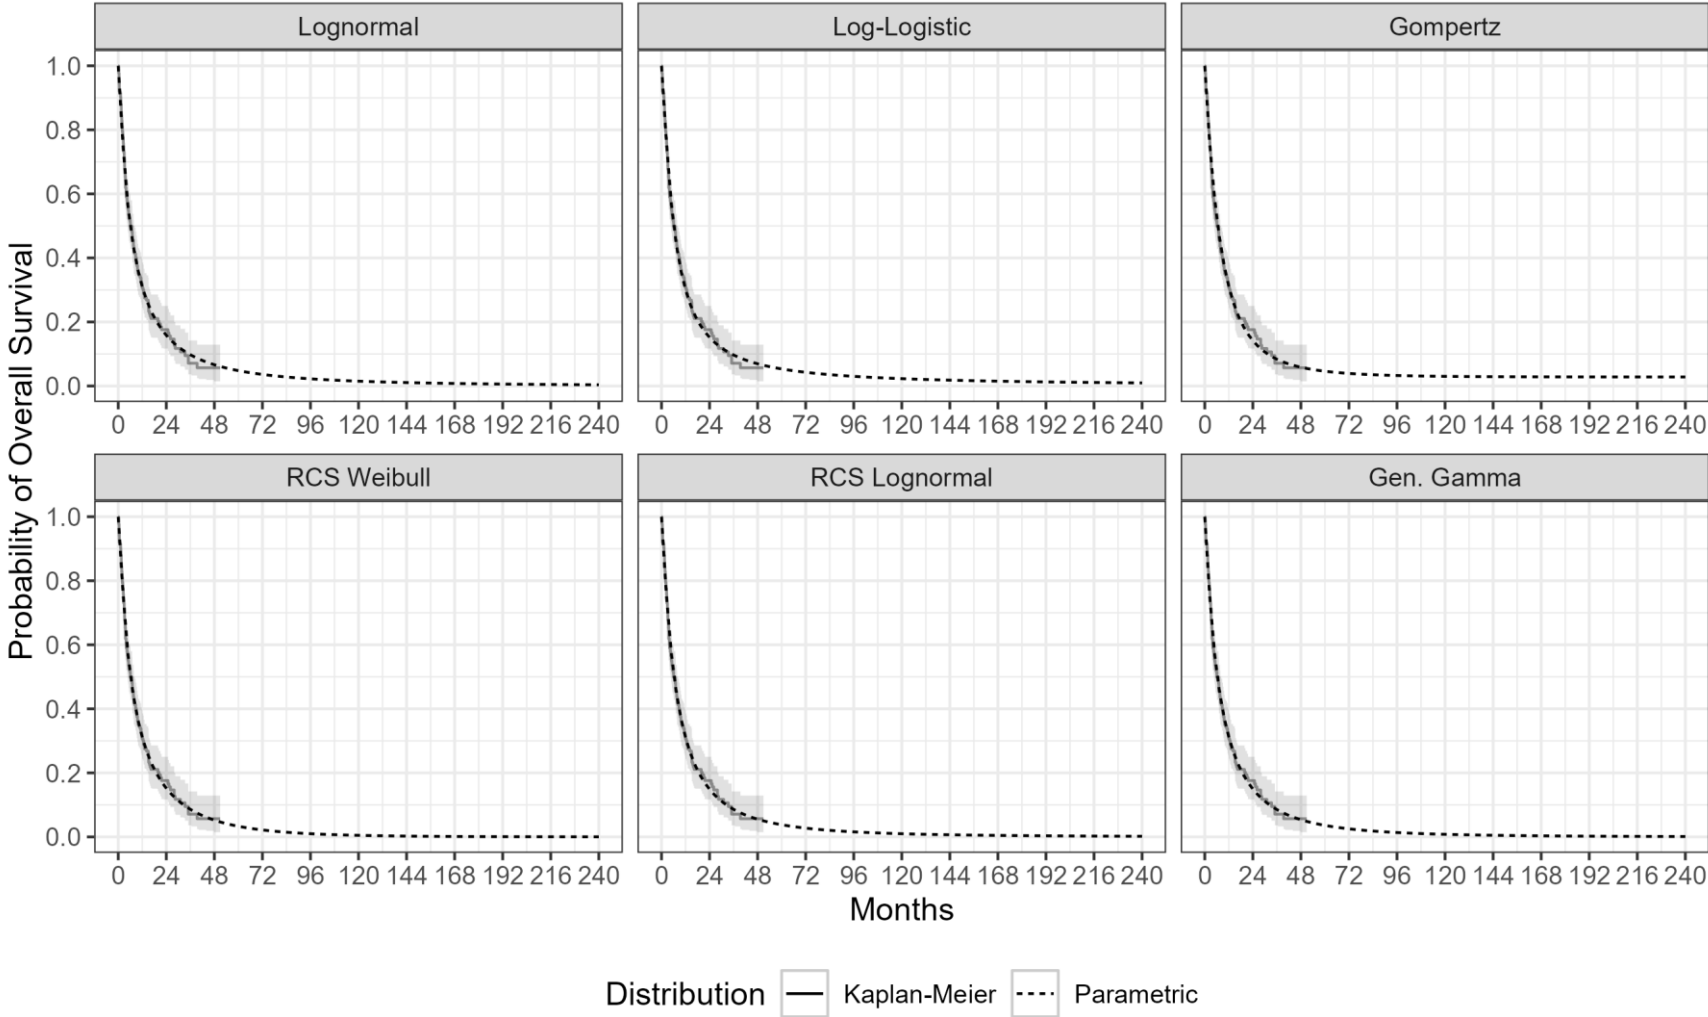 Lognormal
Log-Logistic
Gompertz
Probability of Overall Survival
1.0
0.8
0.6
0.4
0.2
0.0
0 24 48 72 96 120 144 168 192 216 240
0 24 48 72 96 120 144 168 192 216 240
0 24 48 72 96 120 144 168 192 216 240
RCS Weibull
RCS Lognormal
Gen. Gamma
1.0
0.8
0.6
0.4
0.2
0.0
0 24 48 72 96 120 144 168 192 216 240
0 24 48 72 96 120 144 168 192 216 240
0 24 48 72 96 120 144 168 192 216 240
Months
Distribution Kaplan-Meier Parametric